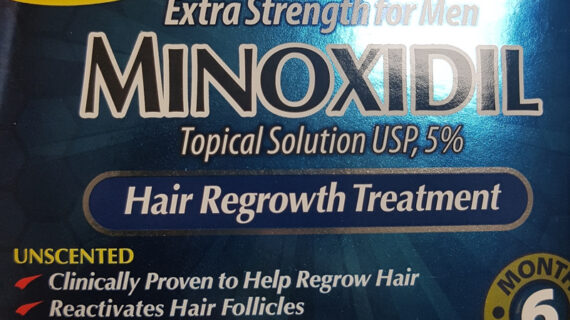 Extra Strength for Men
MINOXIDIL
Topical Solution USP, 5%
Hair Regrowth Treatment
UNSCENTED
Clinically Proven to Help Regrow Hair
Reactivates Hair Follicles
6